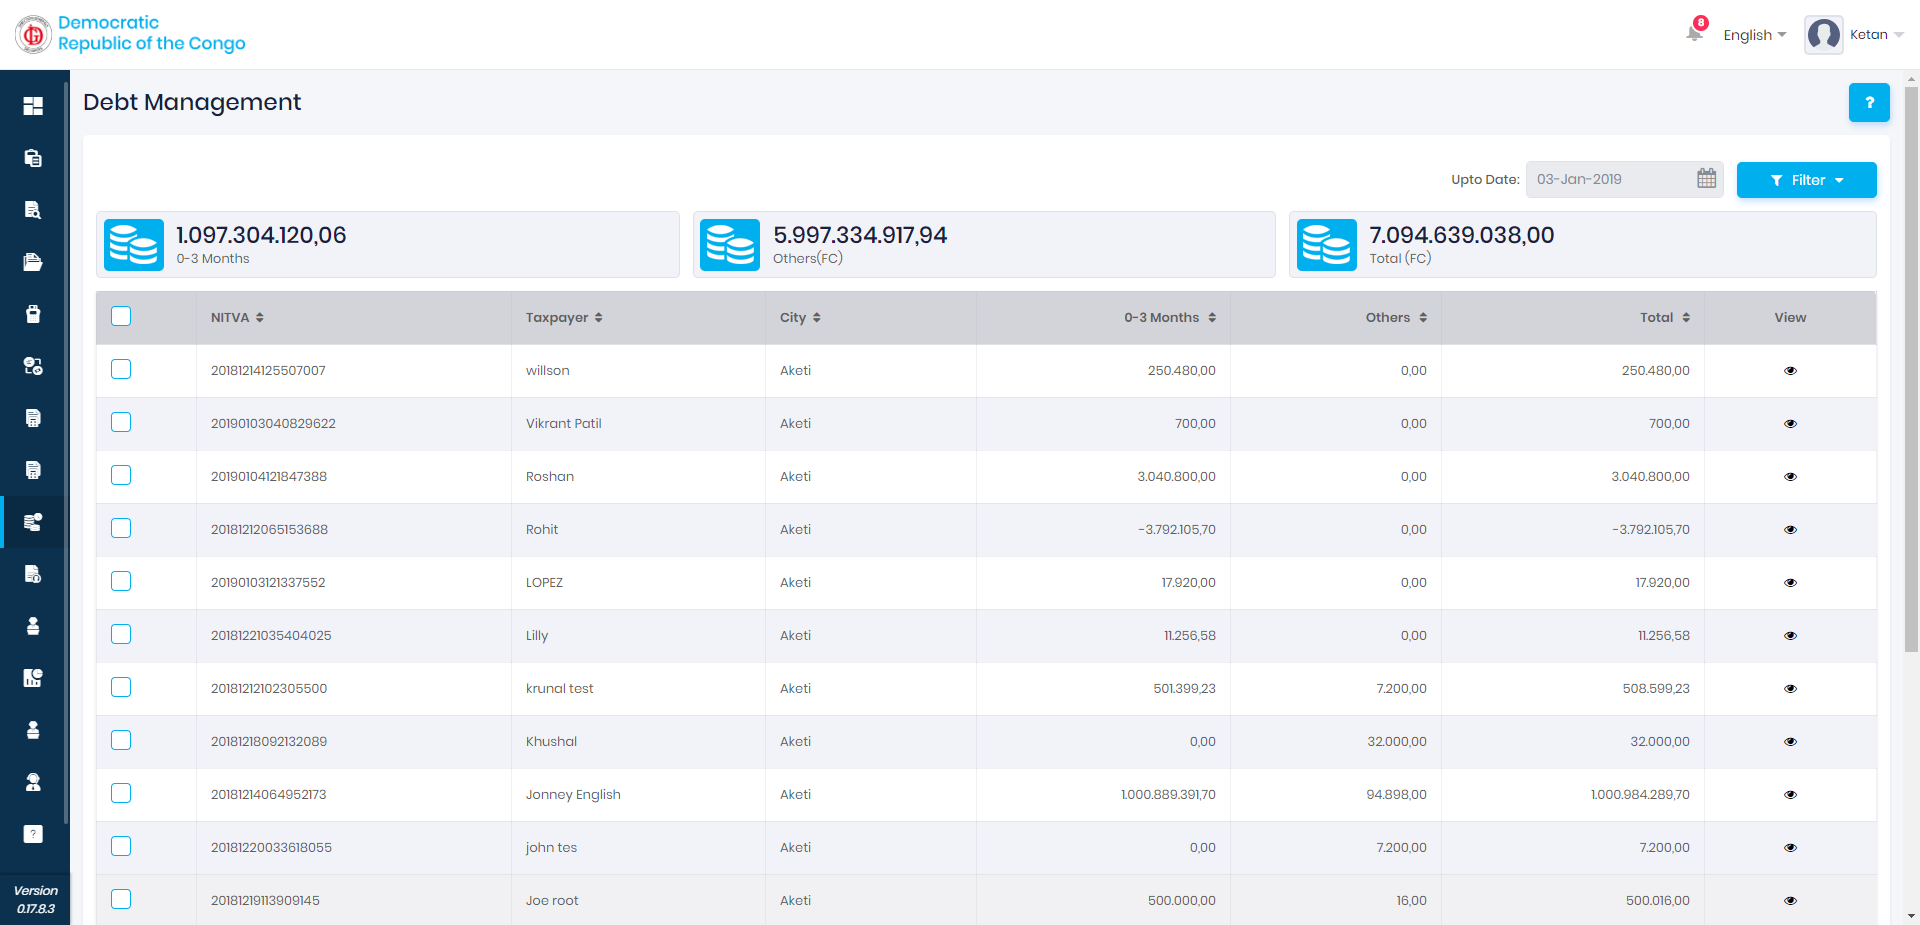 Democratic
Republic of the Congo
8
English
Ketan
Debt Management
?
Upto Date: 03-Jan-2019 Filter
1.097.304.120,06
0-3 Months
5.997.334.917,94
Others(FC)
7.094.639.038,00
Total (FC)
NITVA Taxpayer City 0-3 Months Others Total View
20181214125507007 willson Aketi 250.480,00 0,00 250.480,00
20190103040829622 Vikrant Patil Aketi 700,00 0,00 700,00
20190104121847388 Roshan Aketi 3.040.800,00 0,00 3.040.800,00
20181212065153688 Rohit Aketi -3.792.105,70 0,00 -3.792.105,70
20190103121337552 LOPEZ Aketi 17.920,00 0,00 17.920,00
20181221035404025 Lilly Aketi 11.256,58 0,00 11.256,58
20181212102305500 krunal test Aketi 501.399,23 7.200,00 508.599,23
20181218092132089 Khushal Aketi 0,00 32.000,00 32.000,00
20181214064952173 Jonney English Aketi 1.000.889.391,70 94.898,00 1.000.984.289,70
20181220033618055 john tes Aketi 0,00 7.200,00 7.200,00
20181219113909145 Joe root Aketi 500.000,00 16,00 500.016,00
?
Version
0.17.8.3